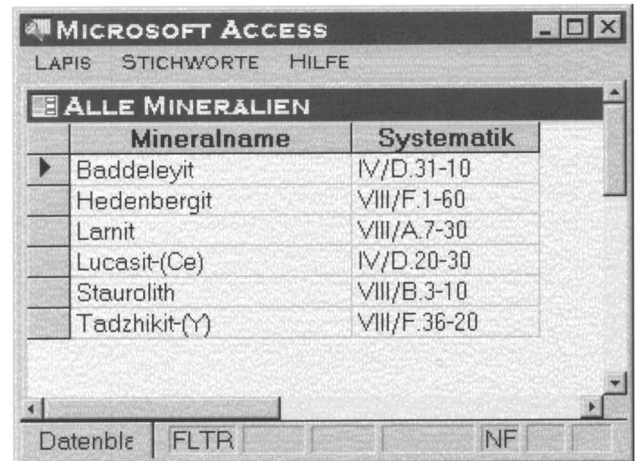 MICROSOFT ACCESS
LAPIS STICHWORTE HILFE
ALLE MINERALIEN
Mineralname Systematik
Baddeleyit IV/D.31-10
Hedenbergit VIII/F.1-60
Larnit VIII/A.7-30
Lucasit-(Ce) IV/D.20-30
Staurolith VIII/B.3-10
Tadzhikit-(Y) VIII/F.36-20
Datenbla FLTR NF